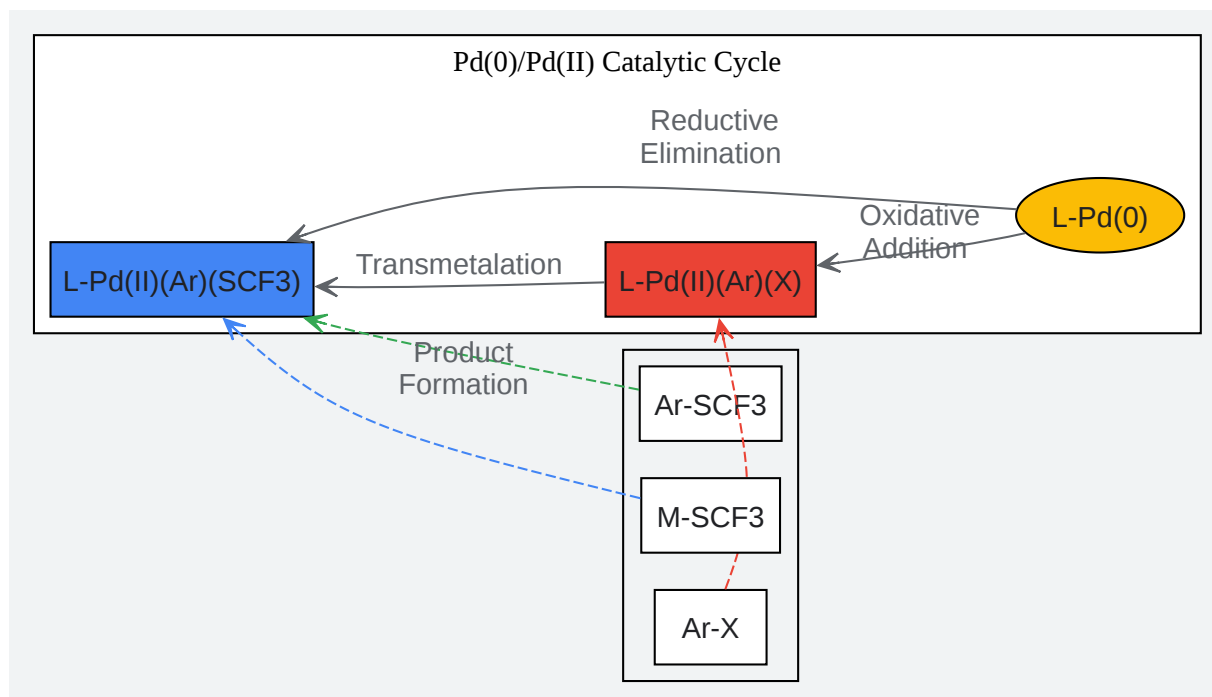 Pd(0)/Pd(II) Catalytic Cycle
Reductive
Elimination
L-Pd(0)
Oxidative
Addition
Transmetalation
L-Pd(II)(Ar)(SCF3)
L-Pd(II)(Ar)(X)
Product
Formation
Ar-SCF3
M-SCF3
Ar-X